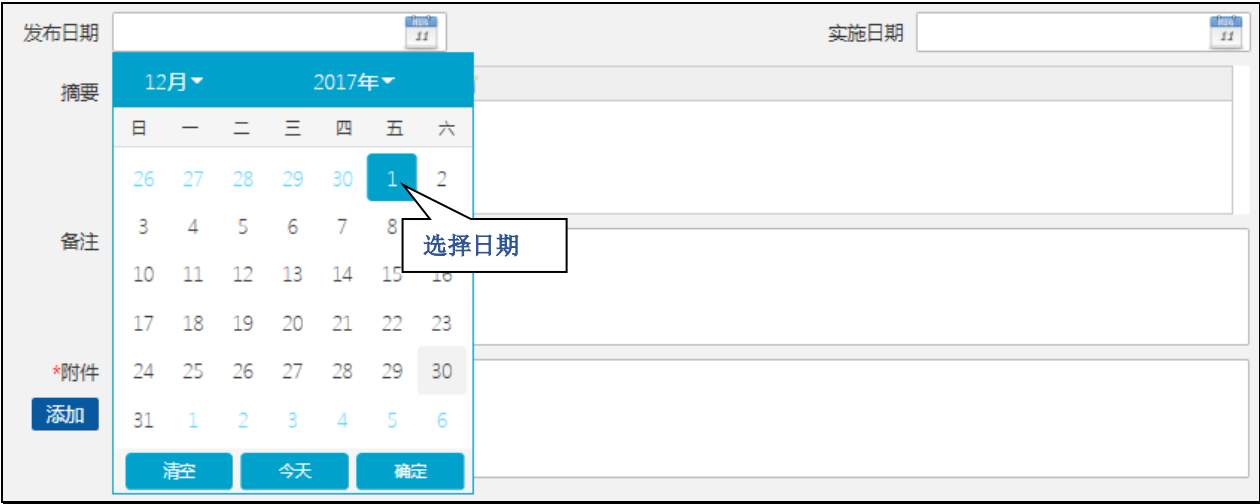 发布日期
11
实施日期
11
12月
2017年
摘要
日 一 二 三 四 五 六
26 27 28 29 30 1 2
3 4 5 6 7 8
选择日期
备注
10 11 12 13 14 15 16
17 18 19 20 21 22 23
*附件
24 25 26 27 28 29 30
添加
31 1 2 3 4 5 6
清空 今天 确定